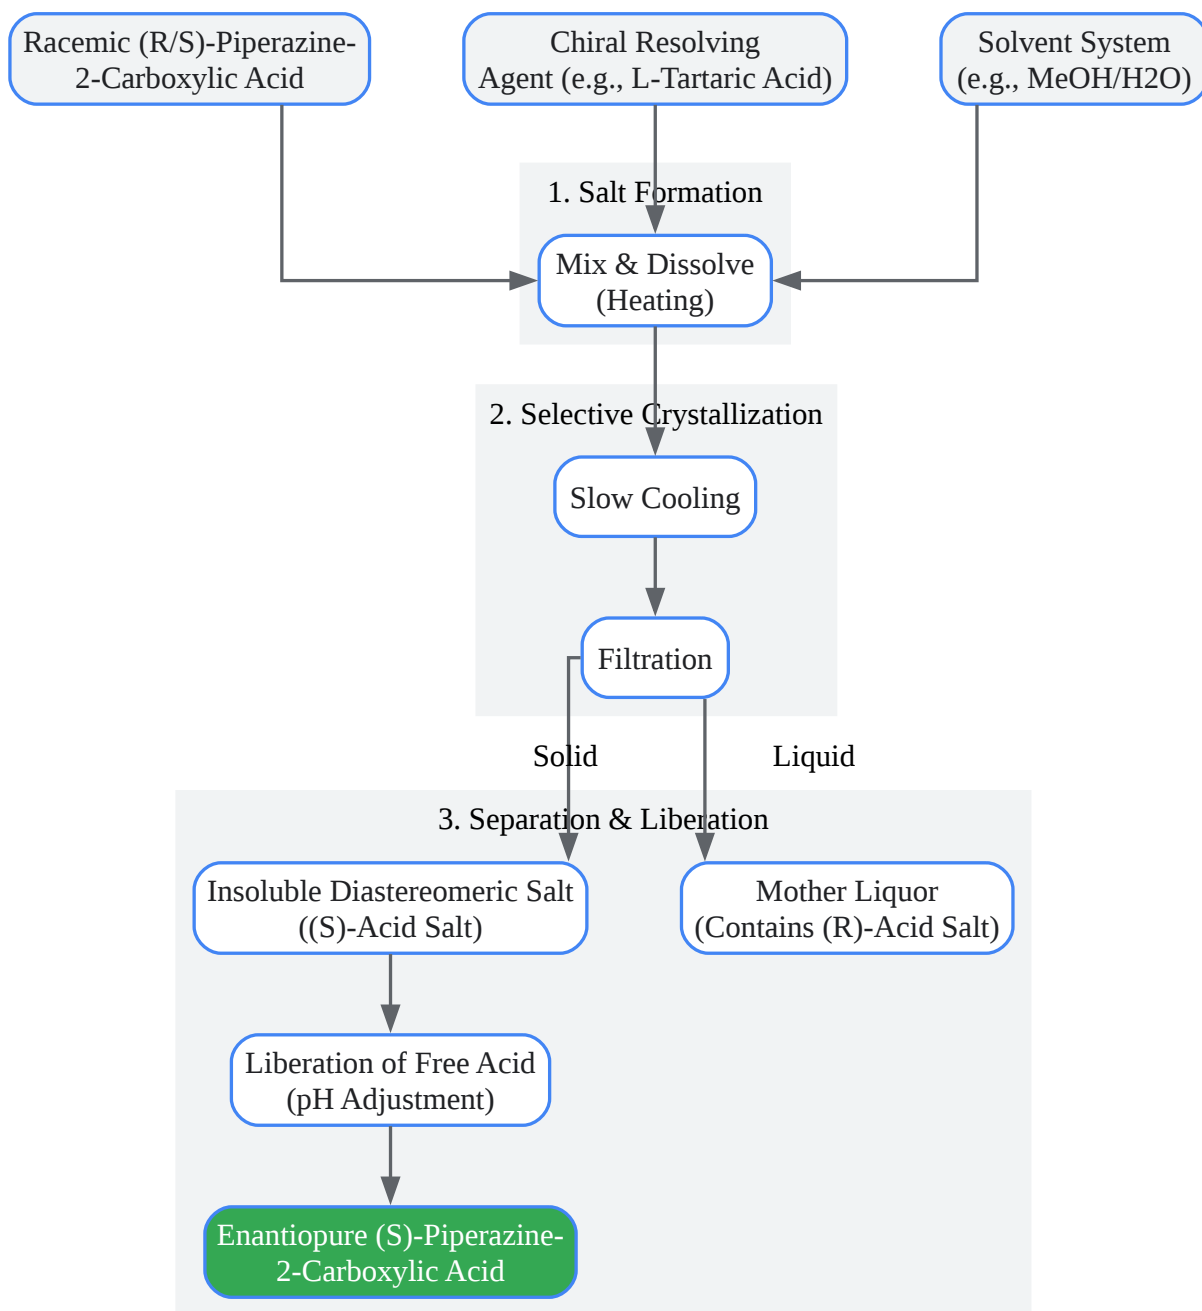 Racemic (R/S)-Piperazine-
2-Carboxylic Acid
Chiral Resolving
Agent (e.g., L-Tartaric Acid)
Solvent System
(e.g., MeOH/H2O)
1. Salt Formation
Mix & Dissolve
(Heating)
2. Selective Crystallization
Slow Cooling
Filtration
Solid
Liquid
3. Separation & Liberation
Insoluble Diastereomeric Salt
((S)-Acid Salt)
Mother Liquor
(Contains (R)-Acid Salt)
Liberation of Free Acid
(pH Adjustment)
Enantiopure (S)-Piperazine-
2-Carboxylic Acid